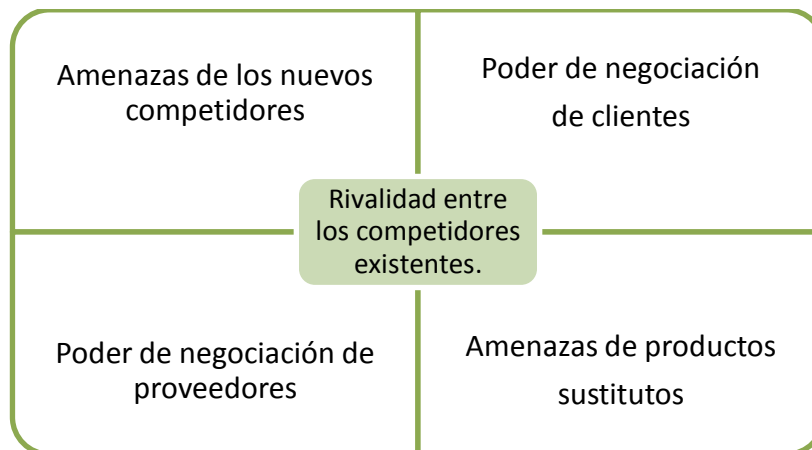 Amenazas de los nuevos
competidores
Poder de negociación
de clientes
Rivalidad entre
los competidores
existentes.
Poder de negociación de
proveedores
Amenazas de productos
sustitutos